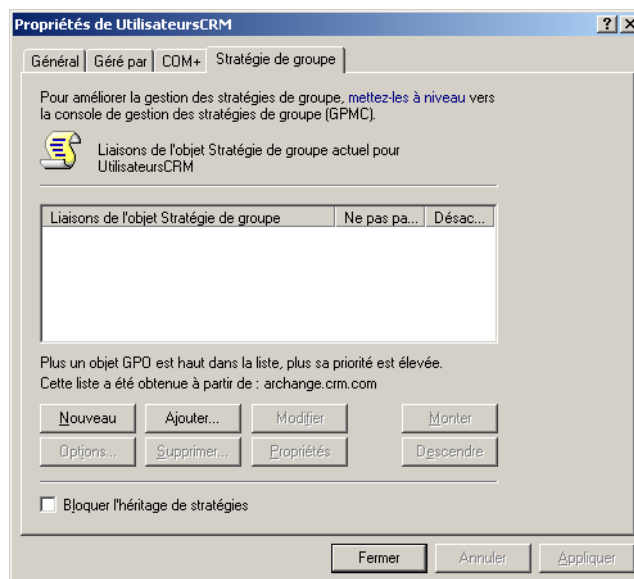 Propriétés de UtilisateursCRM
? X
Général Géré par COM+ Stratégie de groupe
Pour améliorer la gestion des stratégies de groupe, mettez-les à niveau vers
la console de gestion des stratégies de groupe (GPMC).
Liaisons de l'objet Stratégie de groupe actuel pour
UtilisateursCRM
Liaisons de l'objet Stratégie de groupe Ne pas pa... Désac...
Plus un objet GPO est haut dans la liste, plus sa priorité est élevée.
Cette liste a été obtenue à partir de : archange.crm.com
Nouveau Ajouter... Modifier Monter
Options... Supprimer... Propriétés Descendre
Bloquer l'héritage de stratégies
Fermer Annuler Appliquer